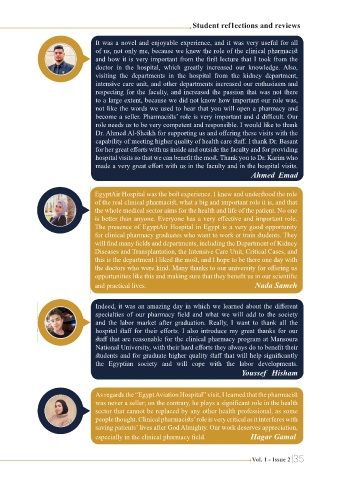 Student reflections and reviews
It was a novel and enjoyable experience, and it was very useful for all
of us, not only me, because we knew the role of the clinical pharmacist
and how it is very important from the first lecture that I took from the
doctor in the hospital, which greatly increased our knowledge. Also,
visiting the departments in the hospital from the kidney department,
intensive care unit, and other departments increased our enthusiasm and
respecting for the faculty, and increased the passion that was not there
to a large extent, because we did not know how important our role was,
not like the words we used to hear that you will open a pharmacy and
become a seller. Pharmacists' role is very important and difficult. Our
role needs us to be very competent and responsible. I would like to thank
Dr. Ahmed Al-Sheikh for supporting us and offering these visits with the
capability of meeting higher quality of health care staff. I thank Dr. Basant
for her great efforts with us inside and outside the faculty and for providing
hospital visits so that we can benefit the most. Thank you to Dr. Karim who
made a very great effort with us in the faculty and in the hospital visits.
Ahmed Emad
EgyptAir Hospital was the best experience. I knew and understood the role
of the real clinical pharmacist, what a big and important role it is, and that
the whole medical sector aims for the health and life of the patient. No one
is better than anyone. Everyone has a very effective and important role.
The presence of EgyptAir Hospital in Egypt is a very good opportunity
for clinical pharmacy graduates who want to work or train students. They
will find many fields and departments, including the Department of Kidney
Diseases and Transplantation, the Intensive Care Unit, Critical Cases, and
this is the department I liked the most, and I hope to be there one day with
the doctors who were kind. Many thanks to our university for offering us
opportunities like this and making sure that they benefit us in our scientific
and practical lives. Nada Sameh
Indeed, it was an amazing day in which we learned about the different
specialties of our pharmacy field and what we will add to the society
and the labor market after graduation. Really, I want to thank all the
hospital staff for their efforts. I also introduce my great thanks for our
staff that are reasonable for the clinical pharmacy program at Mansoura
National University, with their hard efforts they always do to benefit their
students and for graduate higher quality staff that will help significantly
the Egyptian society and will cope with the labor developments.
Youssef Hisham
As regards the "Egypt Aviation Hospital" visit, I learned that the pharmacist
was never a seller; on the contrary, he plays a significant role in the health
sector that cannot be replaced by any other health professional, as some
people thought. Clinical pharmacists' role is very critical as it interferes with
saving patients' lives after God Almighty. Our work deserves appreciation,
especially in the clinical pharmacy field. Hagar Gamal
Vol. 1 - Issue 2 |35